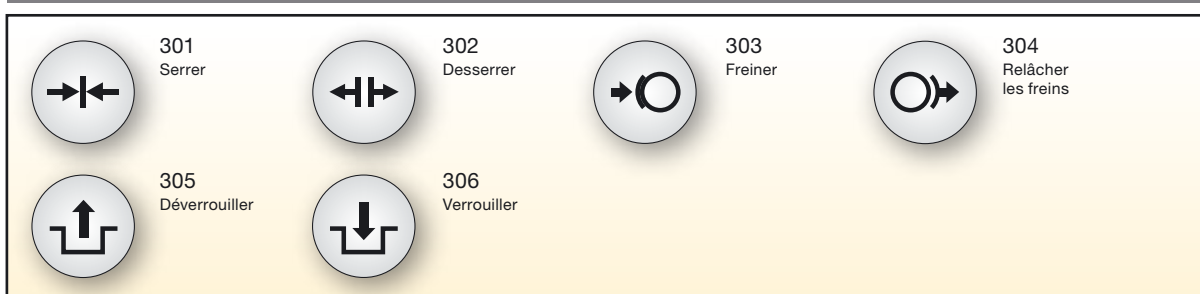 301
Serrer
302
Desserrer
303
Freiner
304
Relâcher
les freins
305
Déverrouiller
306
Verrouiller